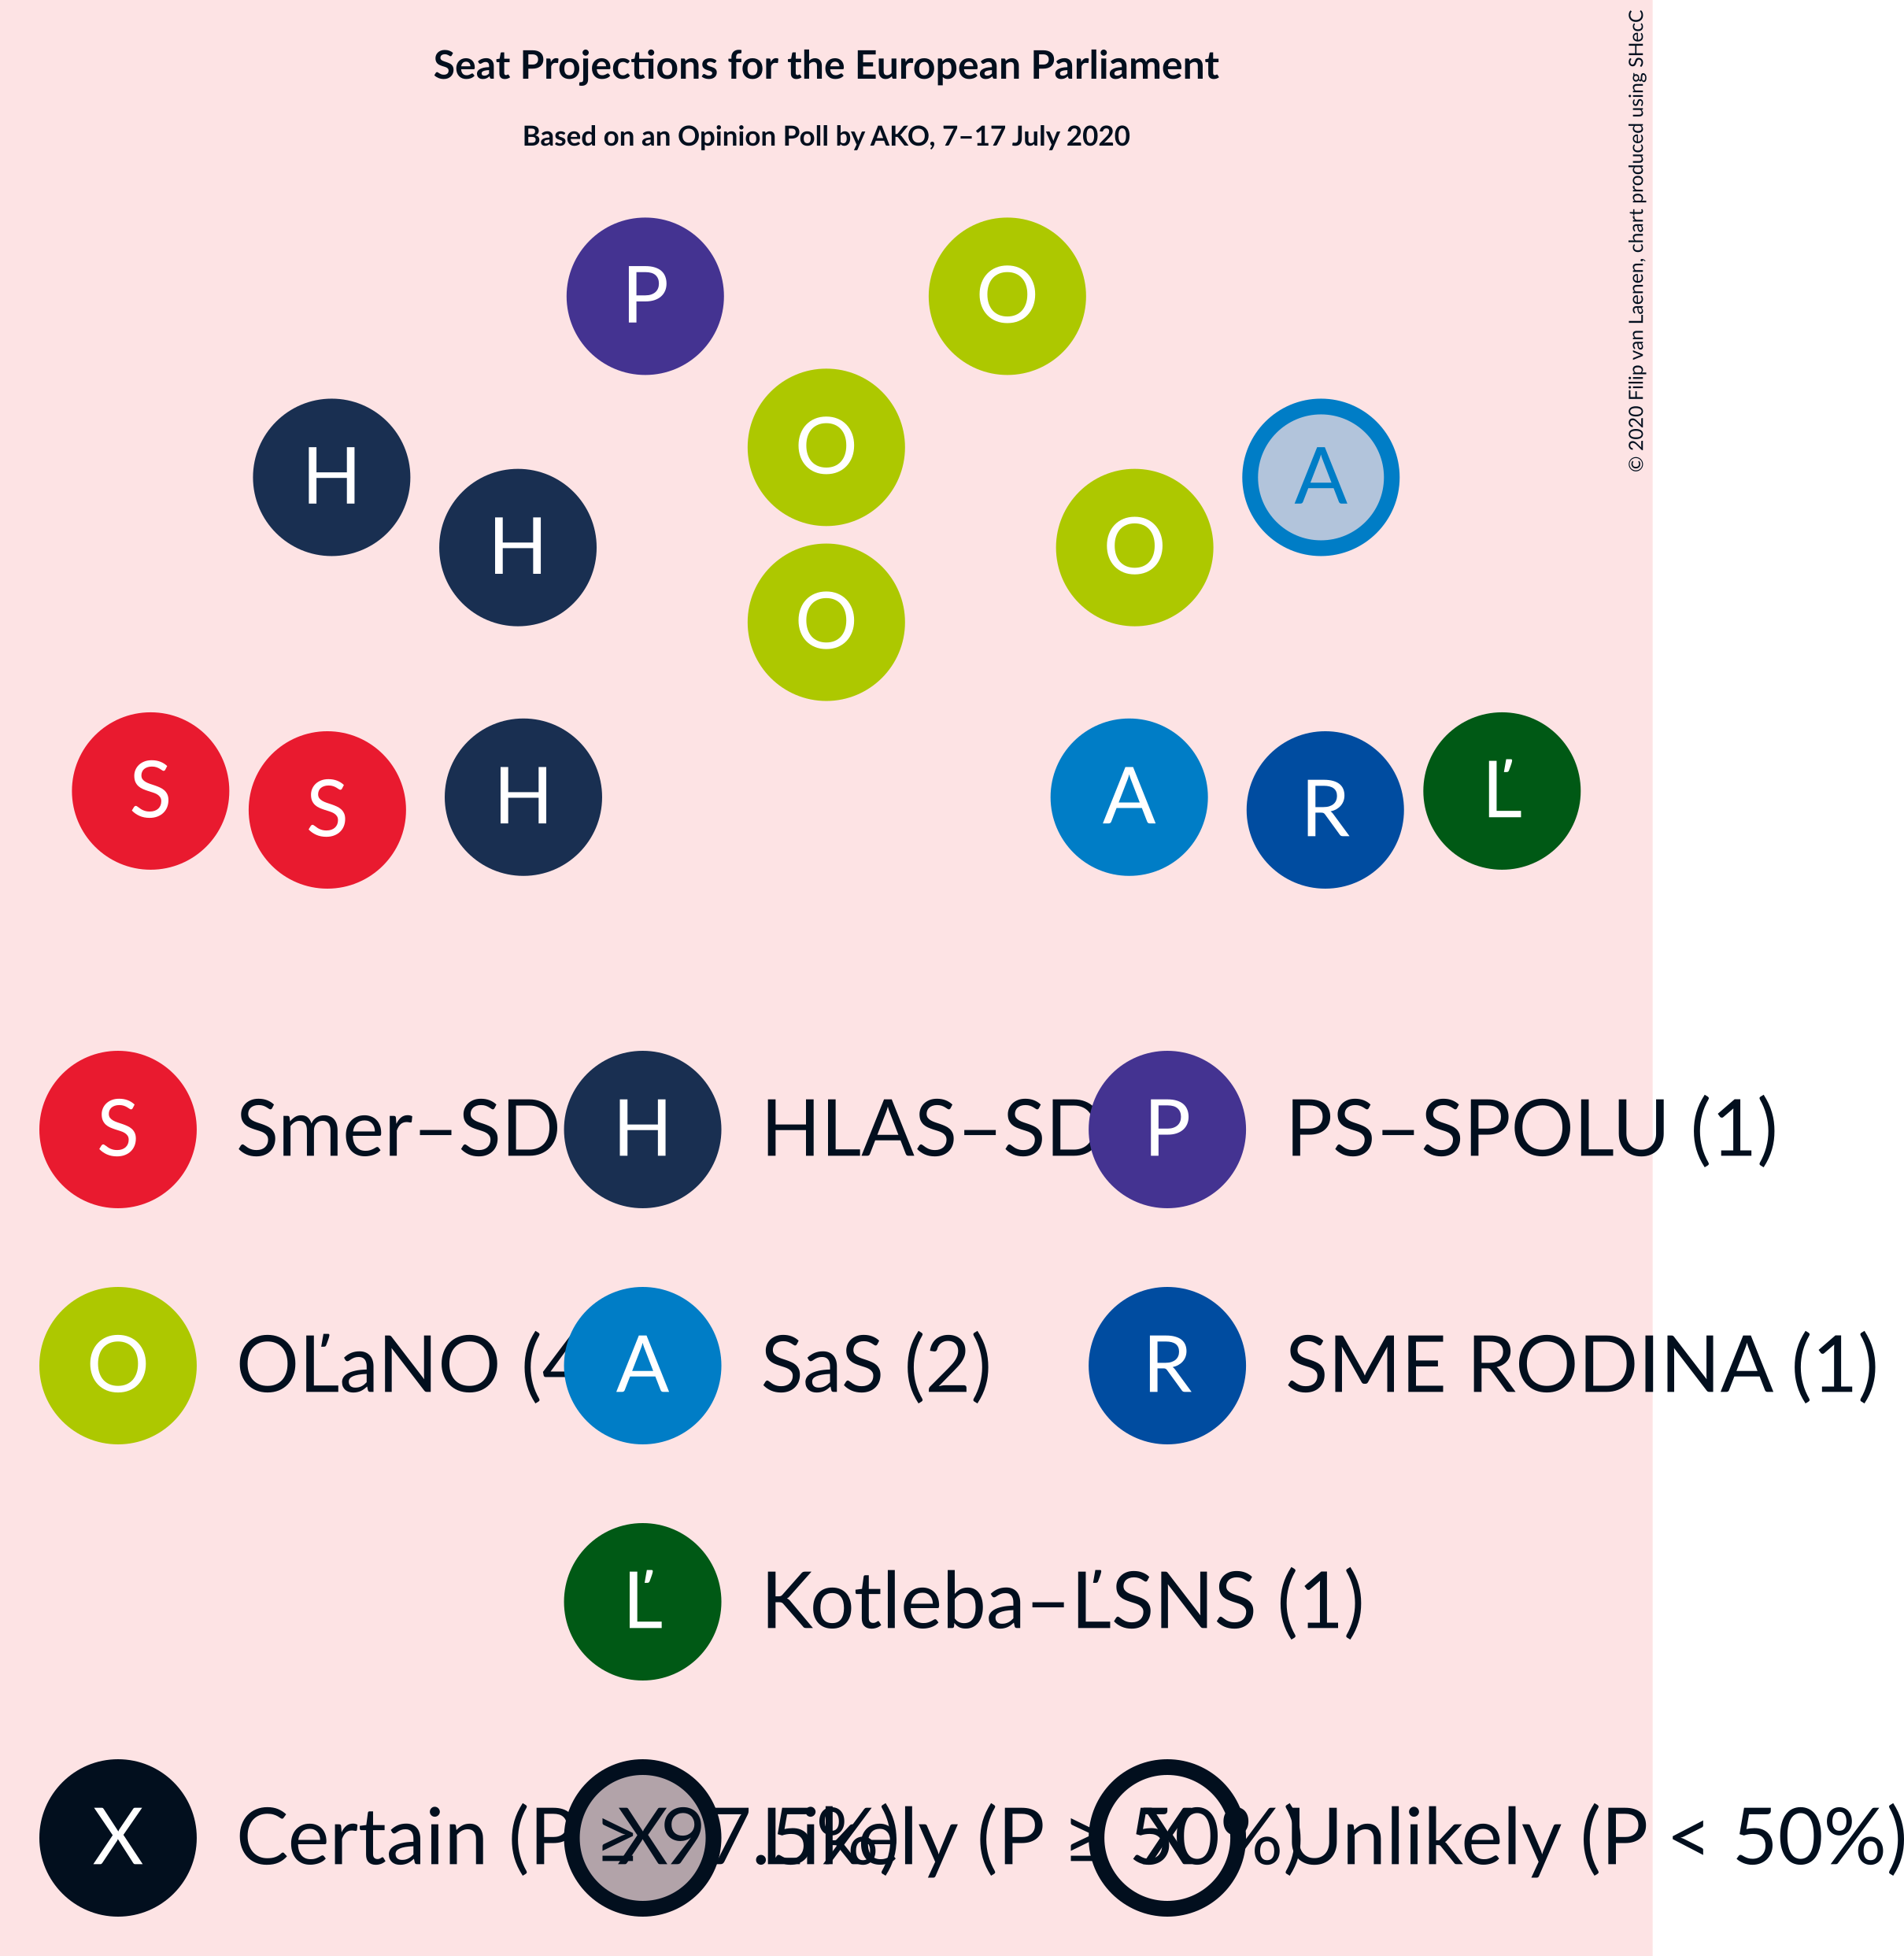 Seat Projections for the European Parliament
Based on an Opinion Poll by AKO, 7–17 July 2020
© 2020 Filip van Laenen, chart produced using SHecC
P O
O
H A
H O
O
S H A Ľ
S R
S Smer–SD H HLAS–SD P PS–SPOLU (1)
O OĽaNO (4 A SaS (2) R SME RODINA (1)
Ľ Kotleba–ĽSNS (1)
X Certain (P ≥ 97.5%) X Likely (P ≥ 50%) X Unlikely (P < 50%)